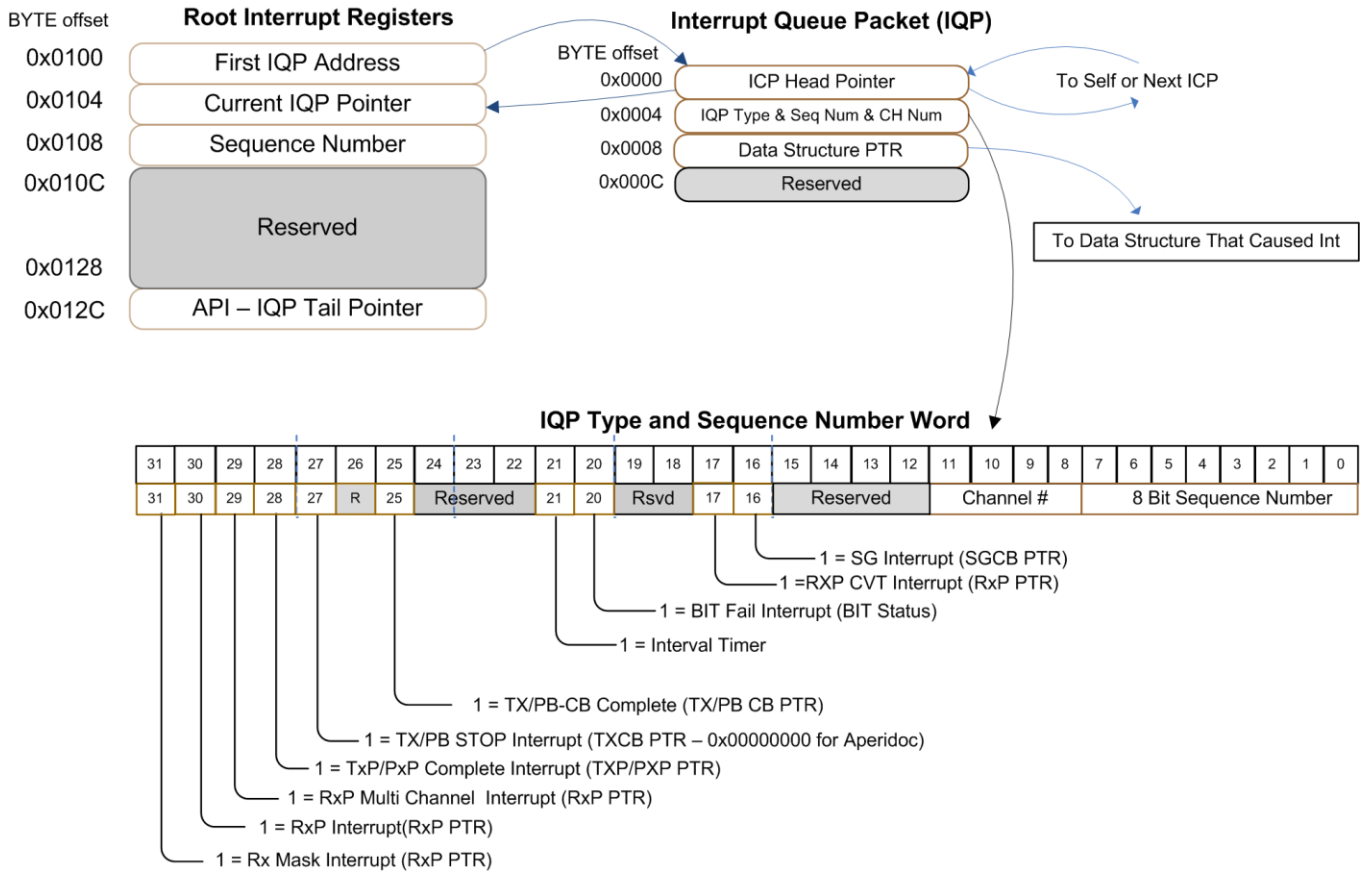 BYTE offset
Root Interrupt Registers
0x0100
First IQP Address
0x0104
Current IQP Pointer
0x0108
Sequence Number
0x010C
Reserved
0x0128
0x012C
API – IQP Tail Pointer
Interrupt Queue Packet (IQP)
BYTE offset
0x0000
ICP Head Pointer
To Self or Next ICP
0x0004
IQP Type & Seq Num & CH Num
0x0008
Data Structure PTR
0x000C
Reserved
To Data Structure That Caused Int
IQP Type and Sequence Number Word
31 30 29 28 27 26 25 24 23 22 21 20 19 18 17 16 15 14 13 12 11 10 9 8 7 6 5 4 3 2 1 0
31 30 29 28 27 R 25 Reserved 21 20 Rsvd 17 16 Reserved Channel # 8 Bit Sequence Number
1 = SG Interrupt (SGCB PTR)
1 =RXP CVT Interrupt (RxP PTR)
1 = BIT Fail Interrupt (BIT Status)
1 = Interval Timer
1 = TX/PB-CB Complete (TX/PB CB PTR)
1 = TX/PB STOP Interrupt (TXCB PTR – 0x00000000 for Aperidoc)
1 = TxP/PxP Complete Interrupt (TXP/PXP PTR)
1 = RxP Multi Channel Interrupt (RxP PTR)
1 = RxP Interrupt(RxP PTR)
1 = Rx Mask Interrupt (RxP PTR)